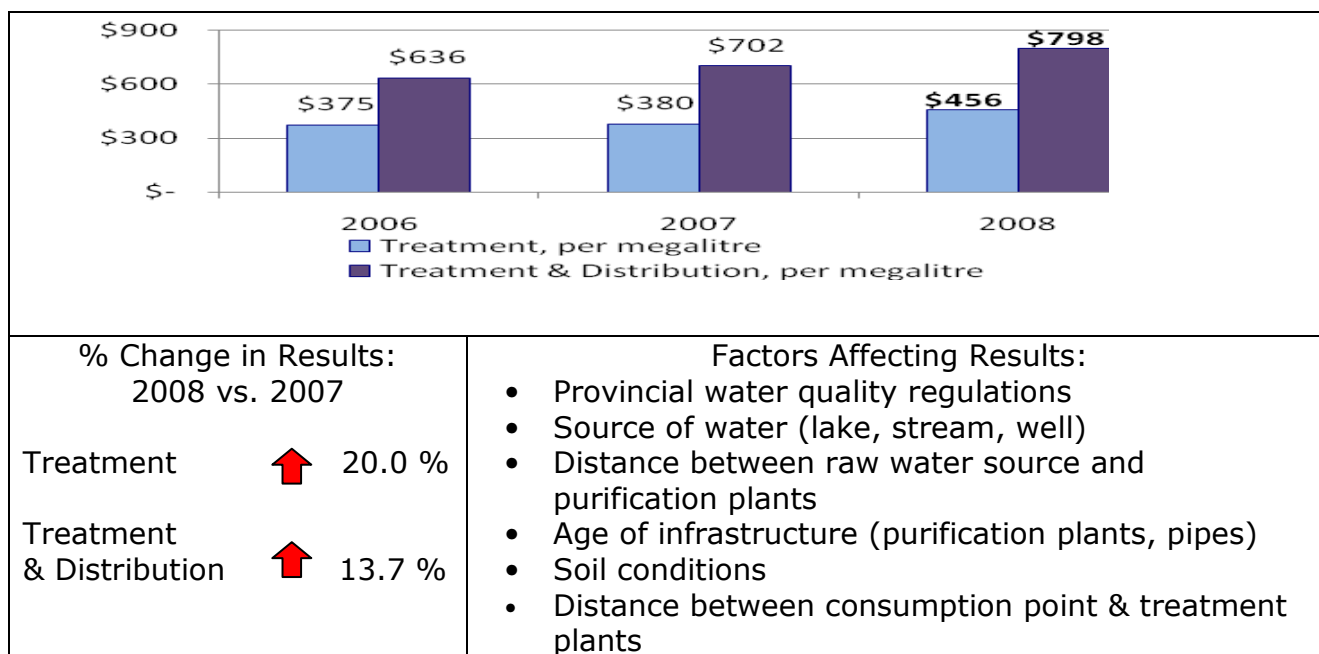 $900
$600
$300
$-
$636
$702
$798
$375
$380
$456
2006
2007
2008
Treatment, per megalitre
Treatment & Distribution, per megalitre
% Change in Results:
2008 vs. 2007
Treatment 20.0 %
Treatment
& Distribution 13.7 %
Factors Affecting Results:
• Provincial water quality regulations
• Source of water (lake, stream, well)
• Distance between raw water source and
purification plants
• Age of infrastructure (purification plants, pipes)
• Soil conditions
• Distance between consumption point & treatment
plants